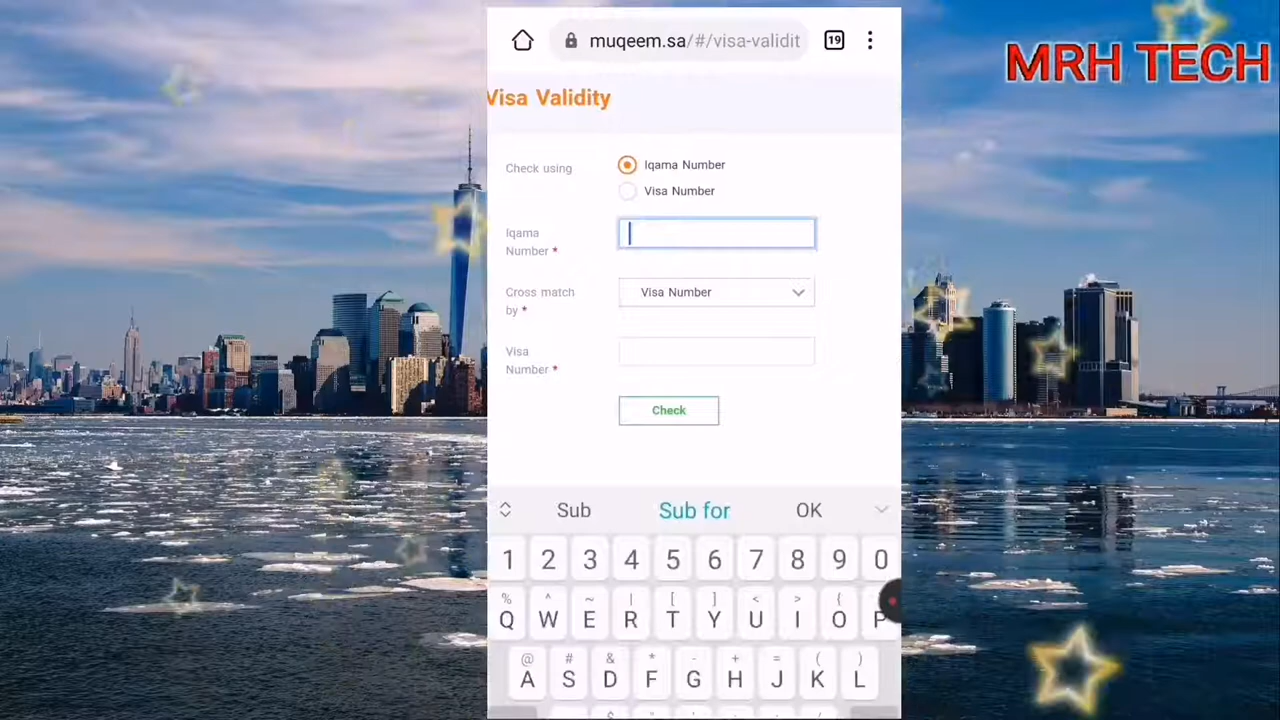 muqeem.sa/#/visa-validit
19
MRH TECH
Visa Validity
Check using
Iqama Number
Visa Number
Iqama
Number *
Cross match
by *
Visa Number
Visa
Number *
Check
Sub Sub for OK
1 2 3 4 5 6 7 8 9 0
% ^ ~ | [ ] < > {
Q W E R T Y U I O P
@ # & * - + = ( )
A S D F G H J K L